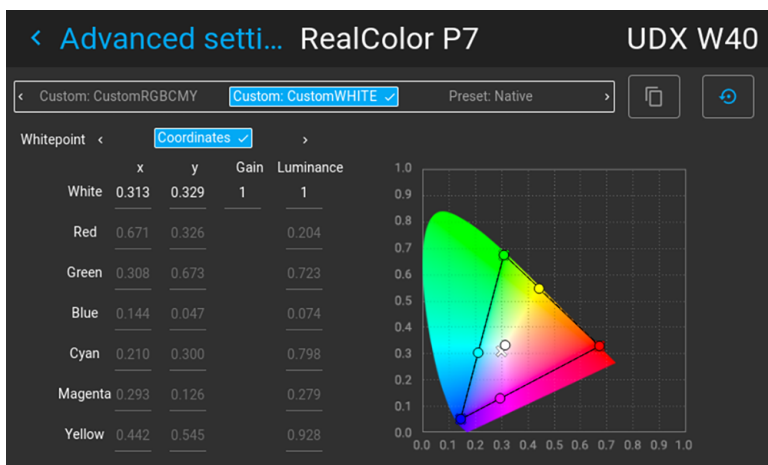 ‹ Advanced setti... RealColor P7 UDX W40
‹ Custom: CustomRGBCMY Custom: CustomWHITE ✓ Preset: Native ›
Whitepoint ‹ Coordinates ✓ ›
x y Gain Luminance
White 0.313 0.329 1 1
Red 0.671 0.326 0.204
Green 0.308 0.673 0.723
Blue 0.144 0.047 0.074
Cyan 0.210 0.300 0.798
Magenta 0.293 0.126 0.279
Yellow 0.442 0.545 0.928
1.0
0.9
0.8
0.7
0.6
0.5
0.4
0.3
0.2
0.1
0.0
0.0 0.1 0.2 0.3 0.4 0.5 0.6 0.7 0.8 0.9 1.0